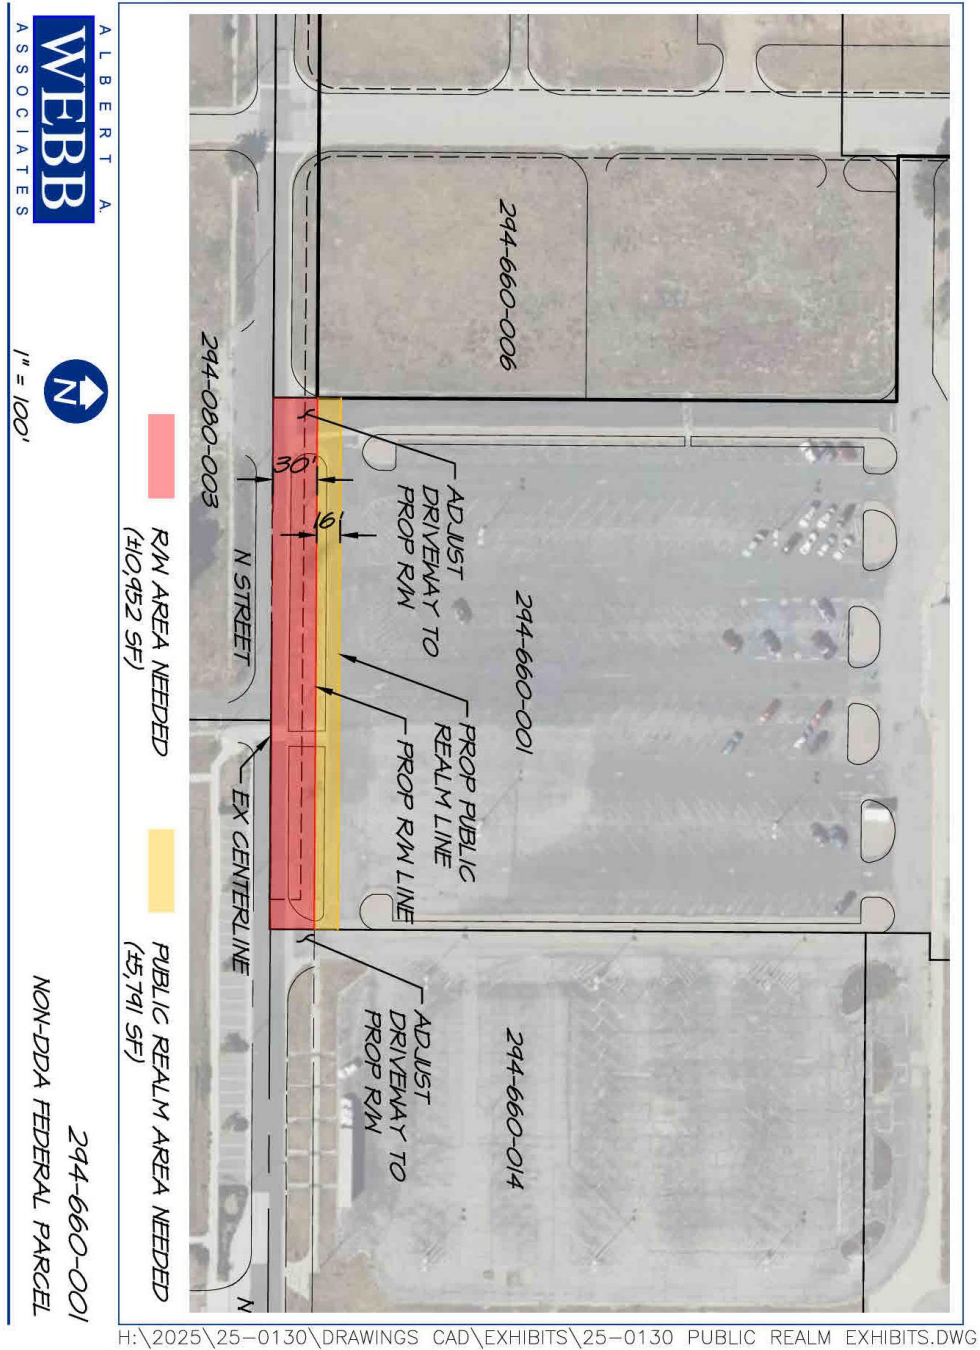 294-660-006
294-080-003
30'
16'
ADJUST
DRIVEWAY TO
PROP R/W
294-660-001
N STREET
PROP PUBLIC
REALM LINE
PROP R/W LINE
EX CENTERLINE
ADJUST
DRIVEWAY TO
PROP R/W
294-660-014
N
R/W AREA NEEDED
(±10,952 SF)
PUBLIC REALM AREA NEEDED
(±5,791 SF)
ALBERT A.
WEBB
ASSOCIATES
N
1" = 100'
294-660-001
NON-DDA FEDERAL PARCEL
H:\2025\25-0130\DRAWINGS CAD\EXHIBITS\25-0130 PUBLIC REALM EXHIBITS.DWG